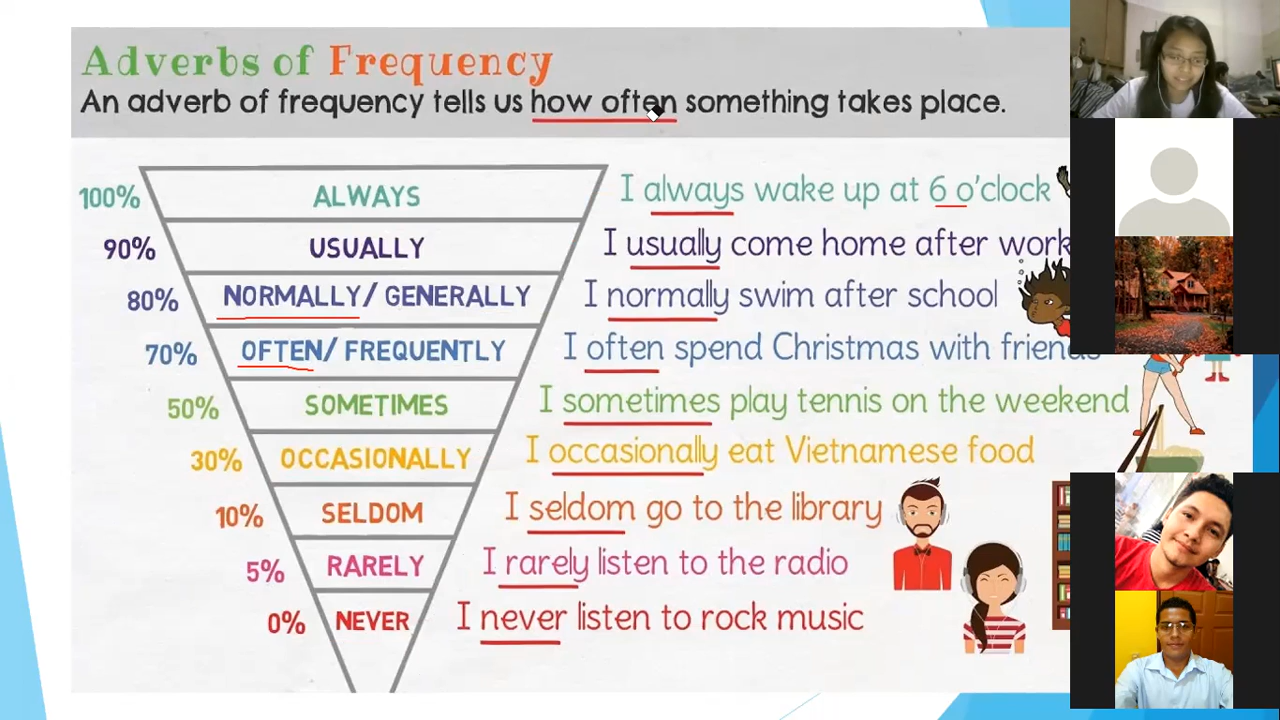 Adverbs of Frequency
An adverb of frequency tells us how often something takes place.
100% ALWAYS I always wake up at 6 o'clock
90% USUALLY I usually come home after work
80% NORMALLY/ GENERALLY I normally swim after school
70% OFTEN/ FREQUENTLY I often spend Christmas with friends
50% SOMETIMES I sometimes play tennis on the weekend
30% OCCASIONALLY I occasionally eat Vietnamese food
10% SELDOM I seldom go to the library
5% RARELY I rarely listen to the radio
0% NEVER I never listen to rock music